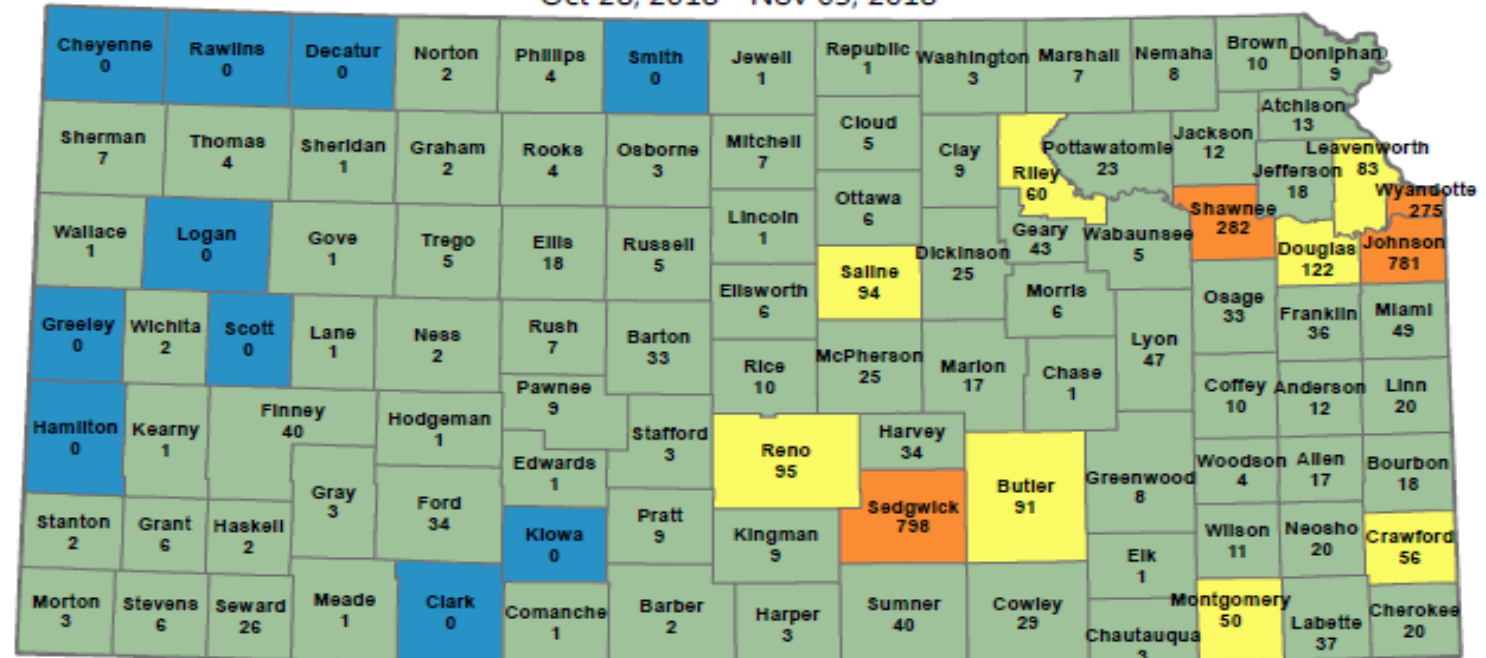 Cheyenne
0
Rawlins
0
Decatur
0
Norton
2
Phillips
4
Smith
0
Jewell
1
Republic
1
Washington
3
Marshall
7
Nemaha
8
Brown
10
Doniphan
9
Sherman
7
Thomas
4
Sheridan
1
Graham
2
Rooks
4
Osborne
3
Mitchell
7
Cloud
5
Clay
9
Riley
60
Pottawatomie
23
Jackson
12
Atchison
13
Jefferson
18
Leavenworth
83
Wyandotte
275
Wallace
1
Logan
0
Gove
1
Trego
5
Ellis
18
Russell
5
Lincoln
1
Ottawa
6
Saline
94
Dickinson
25
Geary
43
Wabaunsee
5
Shawnee
282
Douglas
122
Johnson
781
Greeley
0
Wichita
2
Scott
0
Lane
1
Ness
2
Rush
7
Barton
33
Ellsworth
6
Rice
10
McPherson
25
Marion
17
Morris
6
Chase
1
Lyon
47
Osage
33
Franklin
36
Miami
49
Hamilton
0
Kearny
1
Finney
40
Hodgeman
1
Pawnee
9
Edwards
1
Stafford
3
Reno
95
Harvey
34
Sedgwick
798
Butler
91
Greenwood
8
Coffey
10
Anderson
12
Linn
20
Woodson
4
Allen
17
Bourbon
18
Stanton
2
Grant
6
Haskell
2
Gray
3
Ford
34
Kiowa
0
Pratt
9
Kingman
9
Elk
1
Wilson
11
Neosho
20
Crawford
56
Morton
3
Stevens
6
Seward
26
Meade
1
Clark
0
Comanche
1
Barber
2
Harper
3
Sumner
40
Cowley
29
Chautauqua
3
Montgomery
50
Labette
37
Cherokee
20